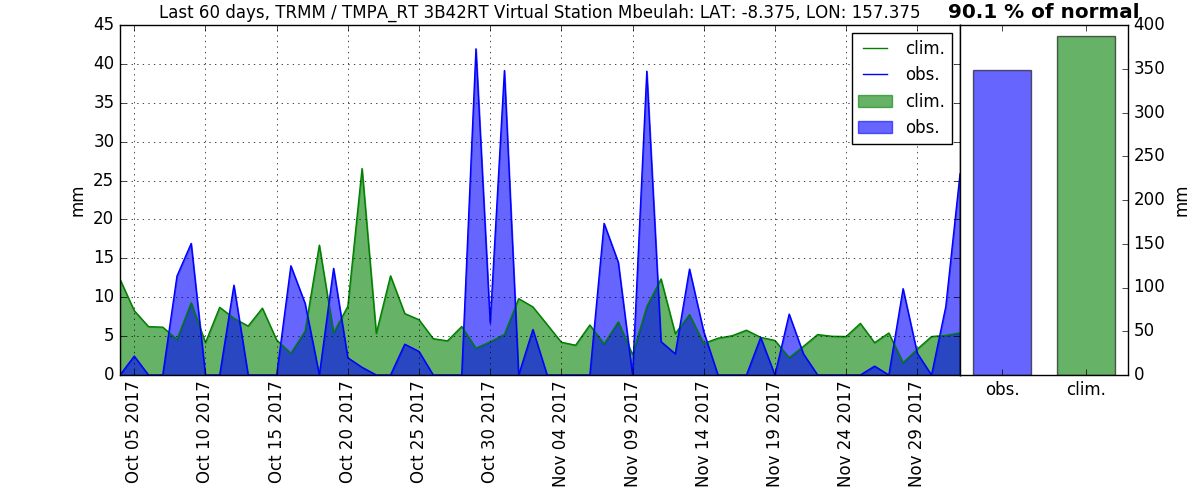 Last 60 days, TRMM / TMPA_RT 3B42RT Virtual Station Mbeulah: LAT: -8.375, LON: 157.375
90.1 % of normal
45
40
35
30
25
20
15
10
5
0
mm
clim.
obs.
clim.
obs.
Oct 05 2017
Oct 10 2017
Oct 15 2017
Oct 20 2017
Oct 25 2017
Oct 30 2017
Nov 04 2017
Nov 09 2017
Nov 14 2017
Nov 19 2017
Nov 24 2017
Nov 29 2017
400
350
300
250
200
150
100
50
0
mm
obs.
clim.